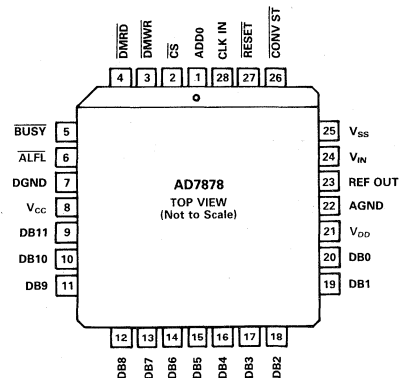 DMRD
DMWR
CS
ADD0
CLK IN
RESET
CONV ST
4 3 2 1 28 27 26
BUSY 5
ALFL 6
DGND 7
VCC 8
DB11 9
DB10 10
DB9 11
AD7878
TOP VIEW
(Not to Scale)
25 VSS
24 VIN
23 REF OUT
22 AGND
21 VDD
20 DB0
19 DB1
12 13 14 15 16 17 18
DB8
DB7
DB6
DB5
DB4
DB3
DB2